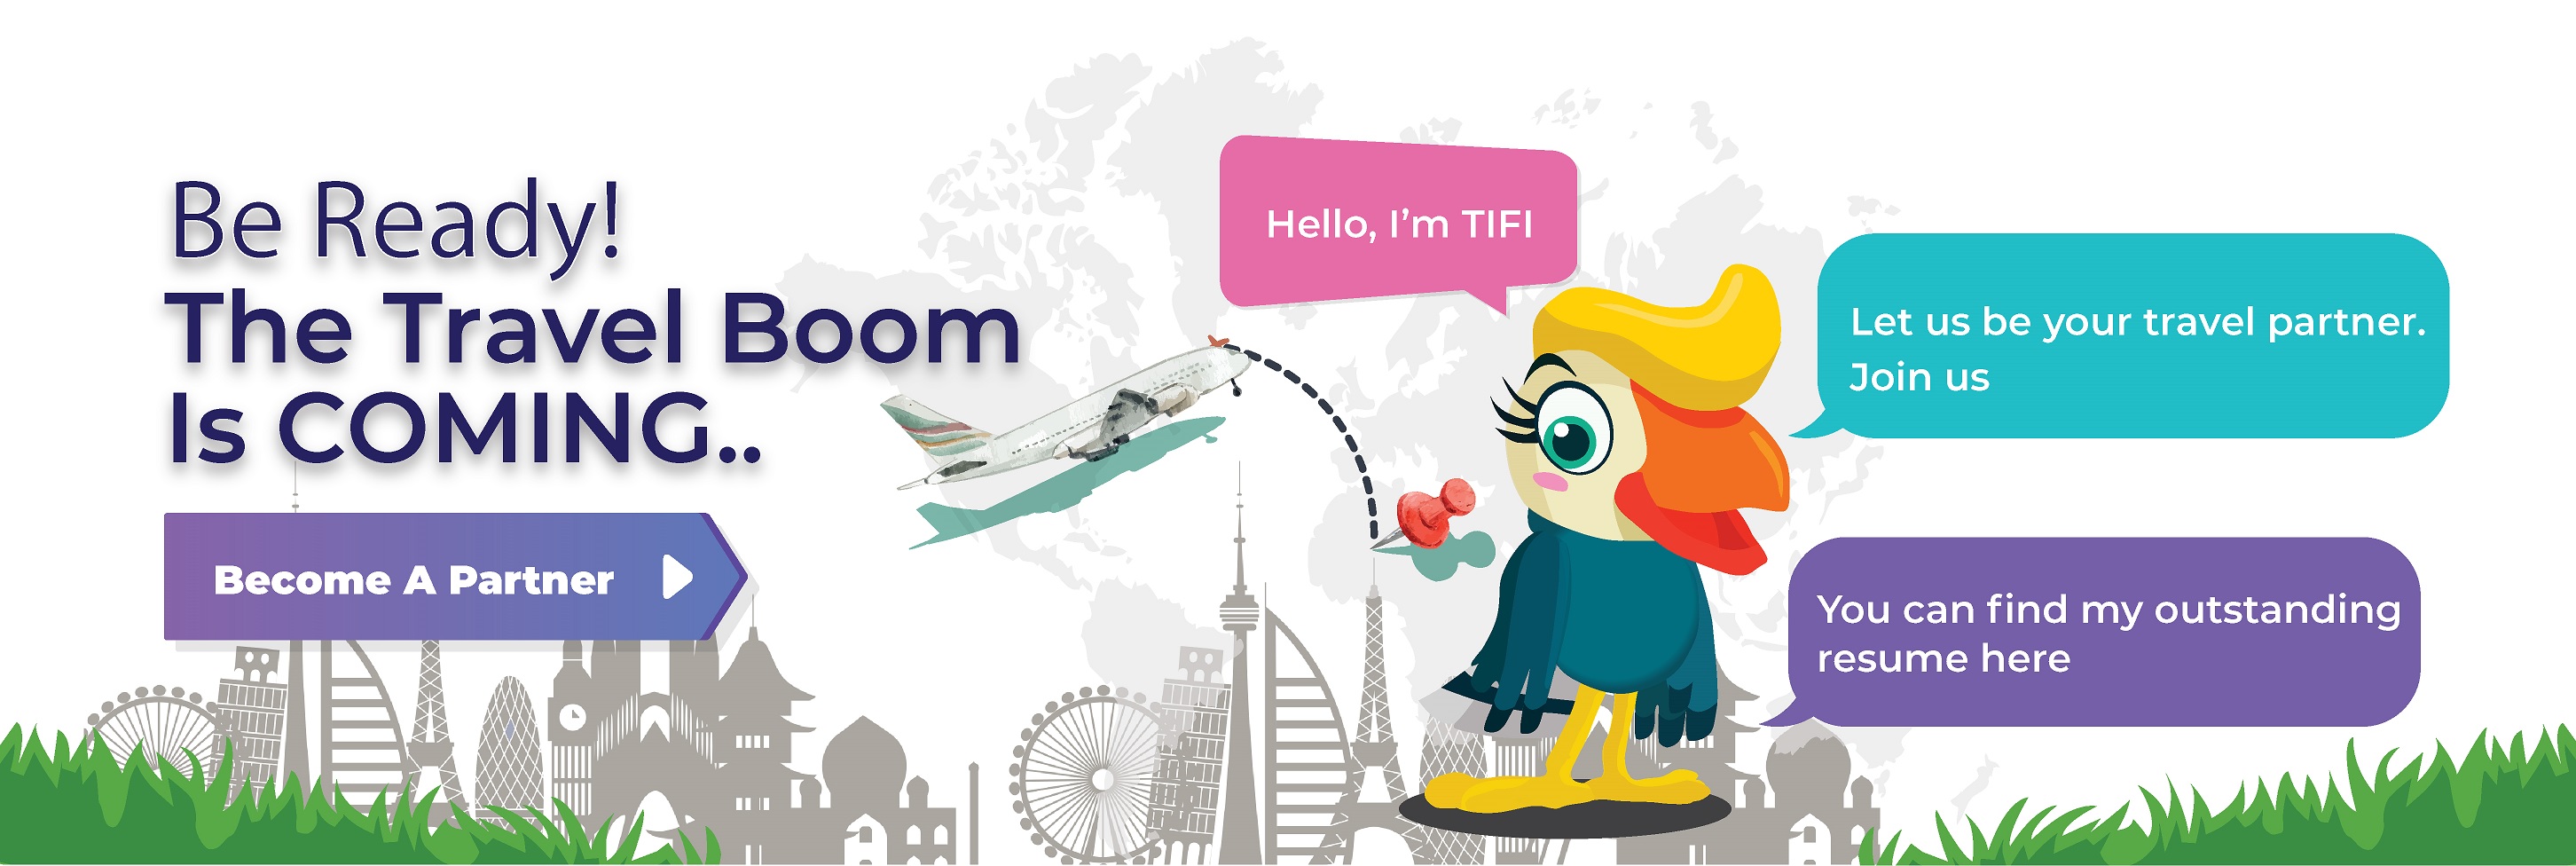 Be Ready!
The Travel Boom
Is COMING..
Become A Partner
Hello, I'm TIFI
Let us be your travel partner.
Join us
You can find my outstanding
resume here